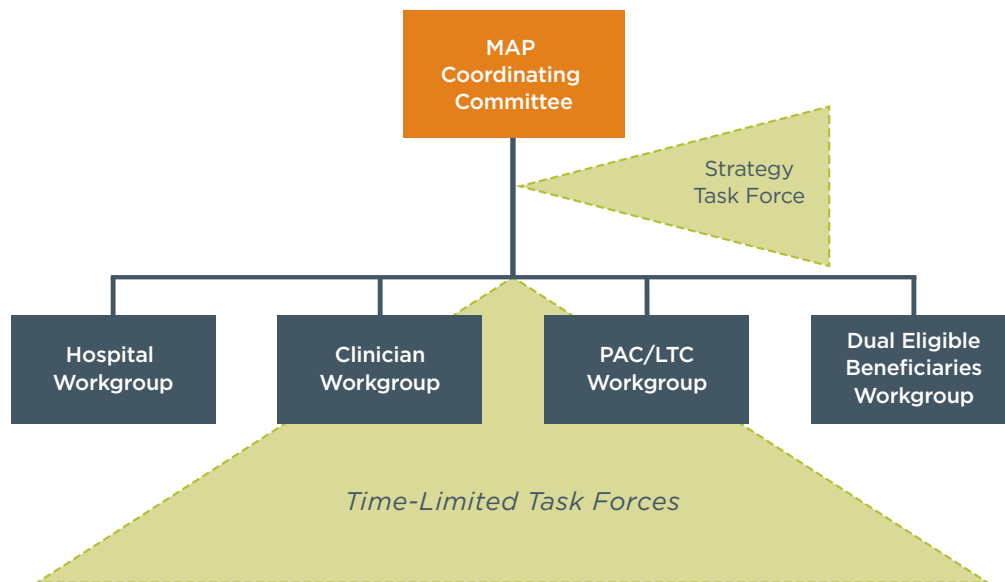 MAP
Coordinating
Committee
Strategy
Task Force
Hospital
Workgroup
Clinician
Workgroup
PAC/LTC
Workgroup
Dual Eligible
Beneficiaries
Workgroup
Time-Limited Task Forces